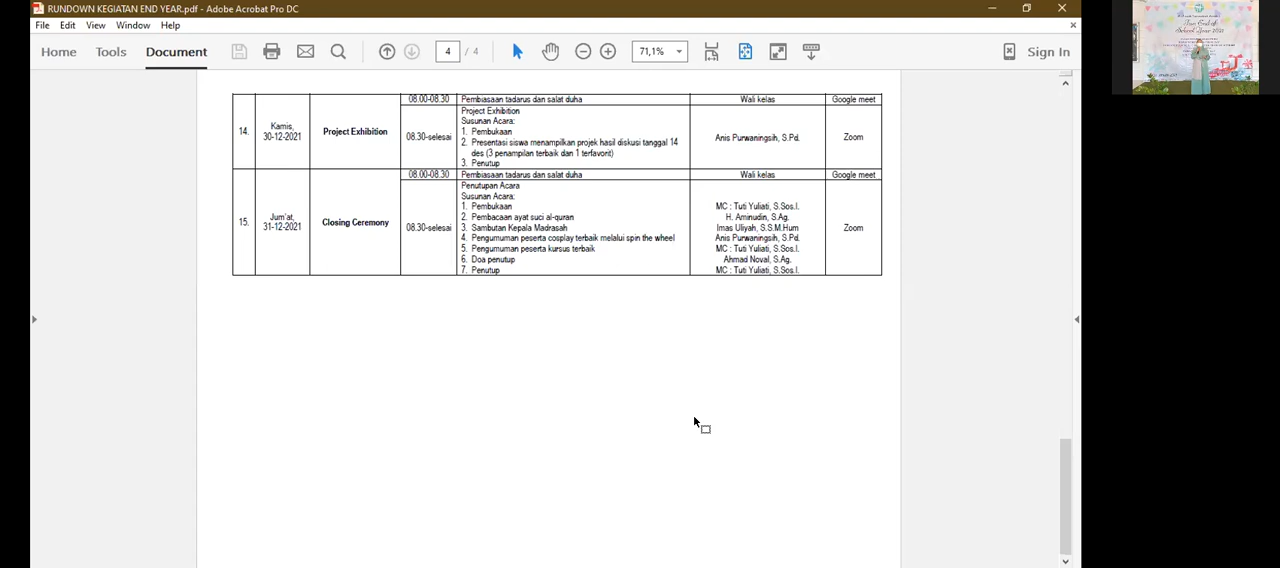 RUNDOWN KEGIATAN END YEAR.pdf - Adobe Acrobat Pro DC
File Edit View Window Help
Home Tools Document 4 / 4 71,1% Sign In
08.00-08.30 Pembiasaan tadarus dan salat duha Wali kelas Google meet
14. Kamis, 30-12-2021 Project Exhibition 08.30-selesai
Project Exhibition
Susunan Acara:
1. Pembukaan
2. Presentasi siswa menampilkan projek hasil diskusi tanggal 14
des (3 penampilan terbaik dan 1 terfavorit)
3. Penutup
Anis Purwaningsih, S.Pd. Zoom
08.00-08.30 Pembiasaan tadarus dan salat duha Wali kelas Google meet
15. Jum'at, 31-12-2021 Closing Ceremony 08.30-selesai
Penutupan Acara
Susunan Acara:
1. Pembukaan MC : Tuti Yuliati, S.Sos.I.
2. Pembacaan ayat suci al-quran H. Aminudin, S.Ag.
3. Sambutan Kepala Madrasah Imas Uliyah, S.S.M.Hum
4. Pengumuman peserta cosplay terbaik melalui spin the wheel Anis Purwaningsih, S.Pd.
5. Pengumuman peserta kursus terbaik MC : Tuti Yuliati, S.Sos.I.
6. Doa penutup Ahmad Noval, S.Ag.
7. Penutup MC : Tuti Yuliati, S.Sos.I.
Zoom
School Year 2021